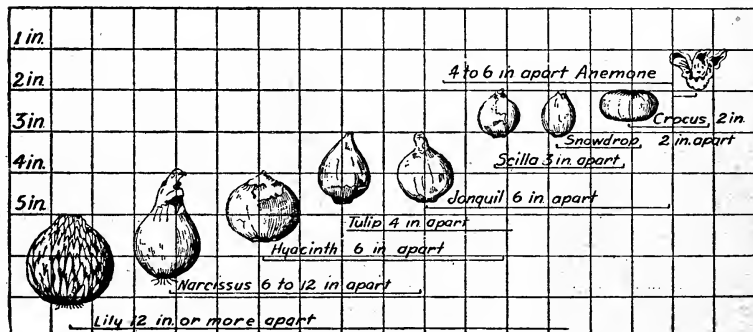 1 in.
2 in.
3 in.
4 in.
5 in.
4 to 6 in apart Anemone
Crocus, 2 in.
Snowdrop, 2 in. apart
Scilla 3 in. apart
Jonquil 6 in apart
Tulip 4 in apart
Hyacinth 6 in apart
Narcissus 6 to 12 in apart
Lily 12 in. or more apart